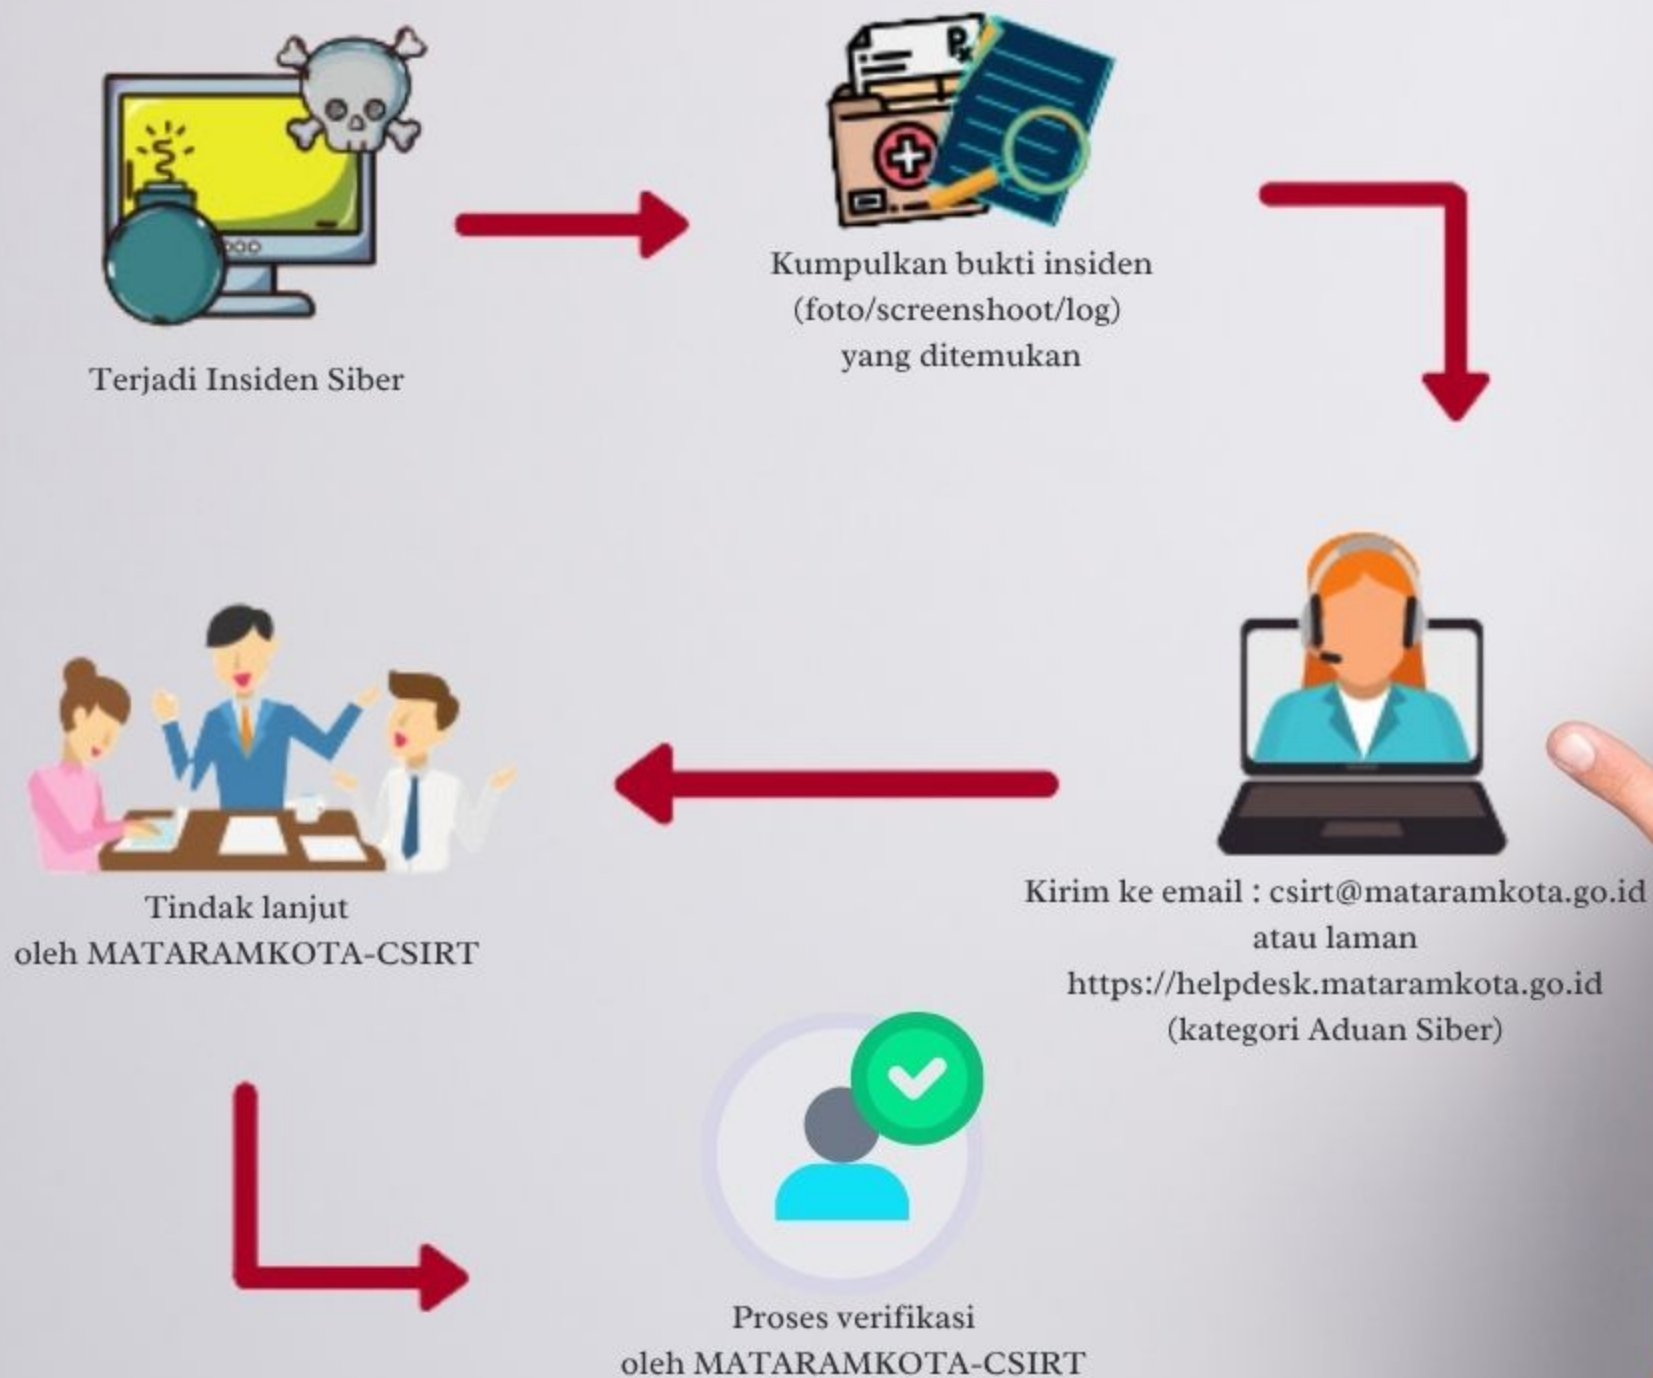 Terjadi Insiden Siber
Kumpulkan bukti insiden
(foto/screenshoot/log)
yang ditemukan
Kirim ke email : csirt@mataramkota.go.id
atau laman
https://helpdesk.mataramkota.go.id
(kategori Aduan Siber)
Tindak lanjut
oleh MATARAMKOTA-CSIRT
Proses verifikasi
oleh MATARAMKOTA-CSIRT